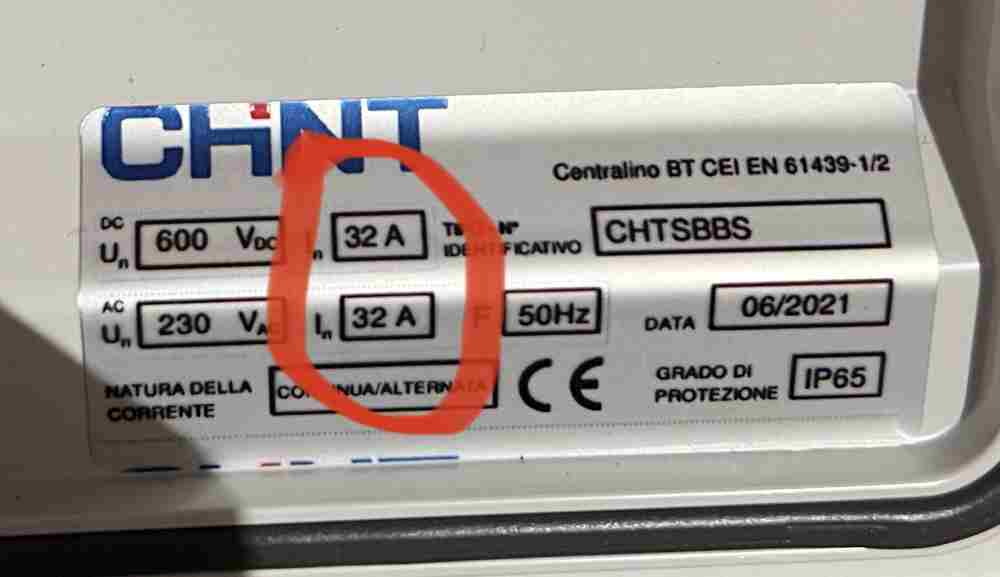 CHNT
Centralino BT CEI EN 61439-1/2
DC Un 600 VDC In 32 A N° IDENTIFICATIVO CHTSBBS
AC Un 230 VAC In 32 A F 50Hz DATA 06/2021
NATURA DELLA CORRENTE CONTINUA/ALTERNATA CE GRADO DI PROTEZIONE IP65